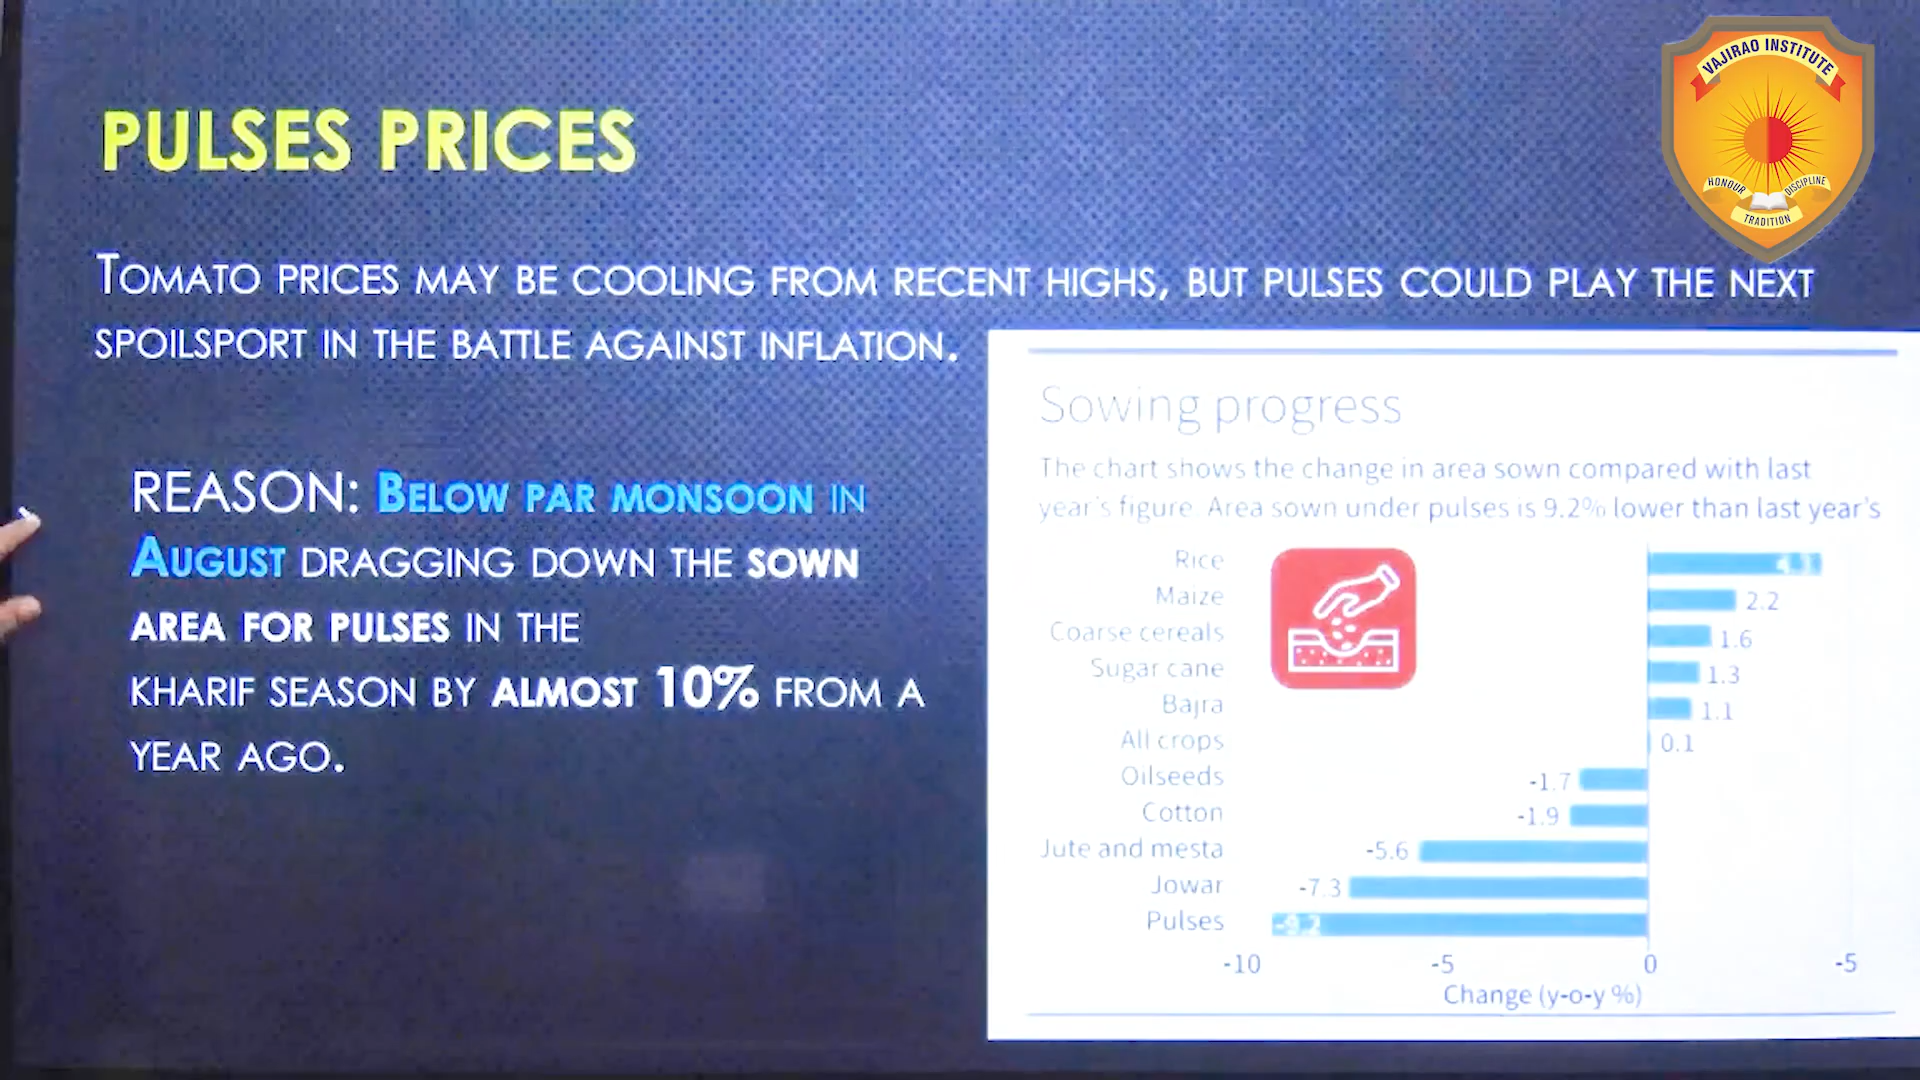 VAJIRAO INSTITUTE
HONOUR
DISCIPLINE
TRADITION
PULSES PRICES
TOMATO PRICES MAY BE COOLING FROM RECENT HIGHS, BUT PULSES COULD PLAY THE NEXT
SPOILSPORT IN THE BATTLE AGAINST INFLATION.
REASON: BELOW PAR MONSOON IN
AUGUST DRAGGING DOWN THE SOWN
AREA FOR PULSES IN THE
KHARIF SEASON BY ALMOST 10% FROM A
YEAR AGO.
Sowing progress
The chart shows the change in area sown compared with last
year's figure. Area sown under pulses is 9.2% lower than last year's
Rice 4.3
Maize 2.2
Coarse cereals 1.6
Sugar cane 1.3
Bajra 1.1
All crops 0.1
Oilseeds -1.7
Cotton -1.9
Jute and mesta -5.6
Jowar -7.3
Pulses -9.2
-10 -5 0 -5
Change (y-o-y %)